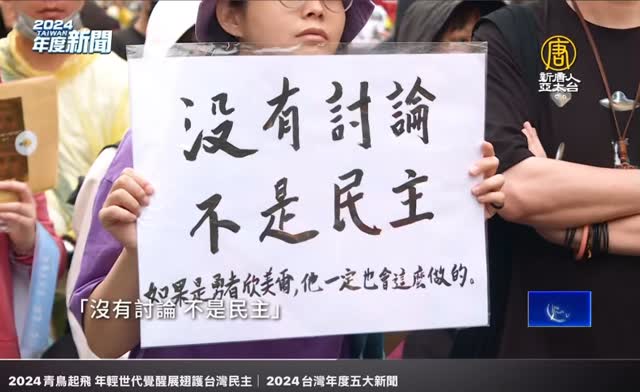 2024
TAIWAN
年度新聞
唐
新唐人
亞太台
没有討論
不是民主
如果是勇者欣美爾,他一定也會這麼做的。
「沒有討論 不是民主」
2024青鳥起飛 年輕世代覺醒展翅護台灣民主｜2024台灣年度五大新聞